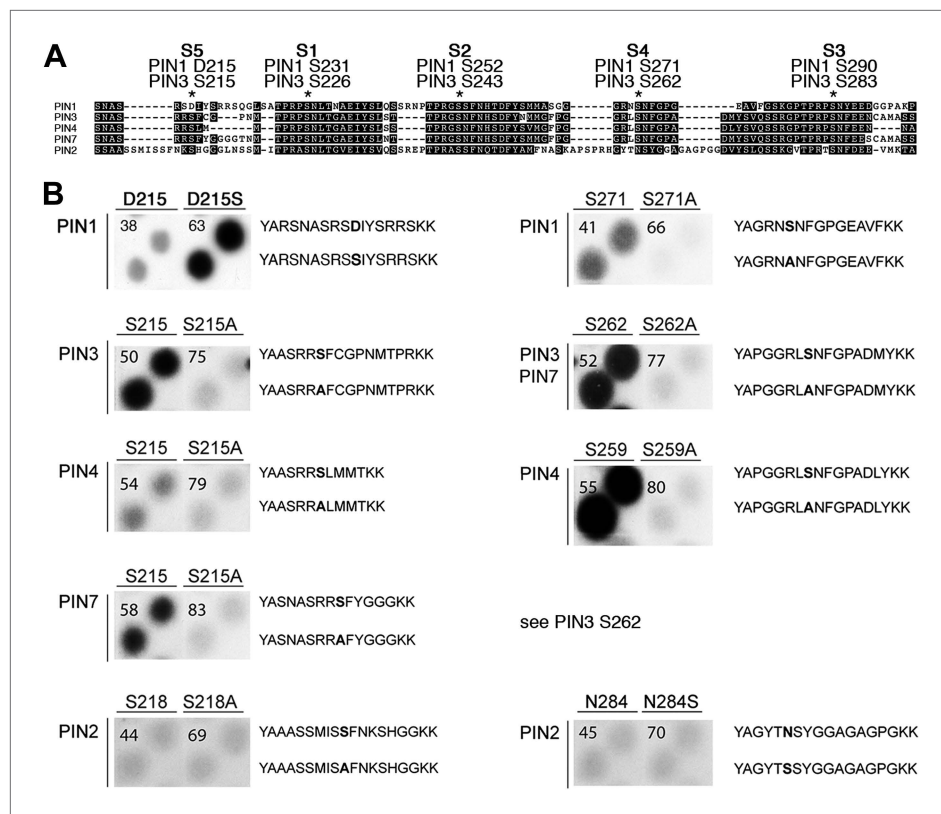 A
S5 S1 S2 S4 S3
PIN1 D215 PIN1 S231 PIN1 S252 PIN1 S271 PIN1 S290
PIN3 S215 PIN3 S226 PIN3 S243 PIN3 S262 PIN3 S283
* * * * *
PIN1
PIN3
PIN4
PIN7
PIN2
B
D215 D215S
PIN1 38 63 YARSNASRSDIYSRRSKK
YARSNASRSSIYSRRSKK
S271 S271A
PIN1 41 66 YAGRNSNFGPGEAVFKK
YAGRNANFGPGEAVFKK
S215 S215A
PIN3 50 75 YAASRRSFCGPNMTPRKK
YAASRRAFCGPNMTPRKK
S262 S262A
PIN3 52 77 YAPGGRLSNFGPADMYKK
PIN7 YAPGGRLANFGPADMYKK
S215 S215A
PIN4 54 79 YAASRRSLMMTKK
YAASRRALMMTKK
S259 S259A
PIN4 55 80 YAPGGRLSNFGPADLYKK
YAPGGRLANFGPADLYKK
S215 S215A
PIN7 58 83 YASNASRRSFYGGGKK
YASNASRRAFYGGGKK
see PIN3 S262
S218 S218A
PIN2 44 69 YAAASSMISSFNKSHGGKK
YAAASSMISAFNKSHGGKK
N284 N284S
PIN2 45 70 YAGYTNSYGGAGAGPGKK
YAGYTSSYGGAGAGPGKK